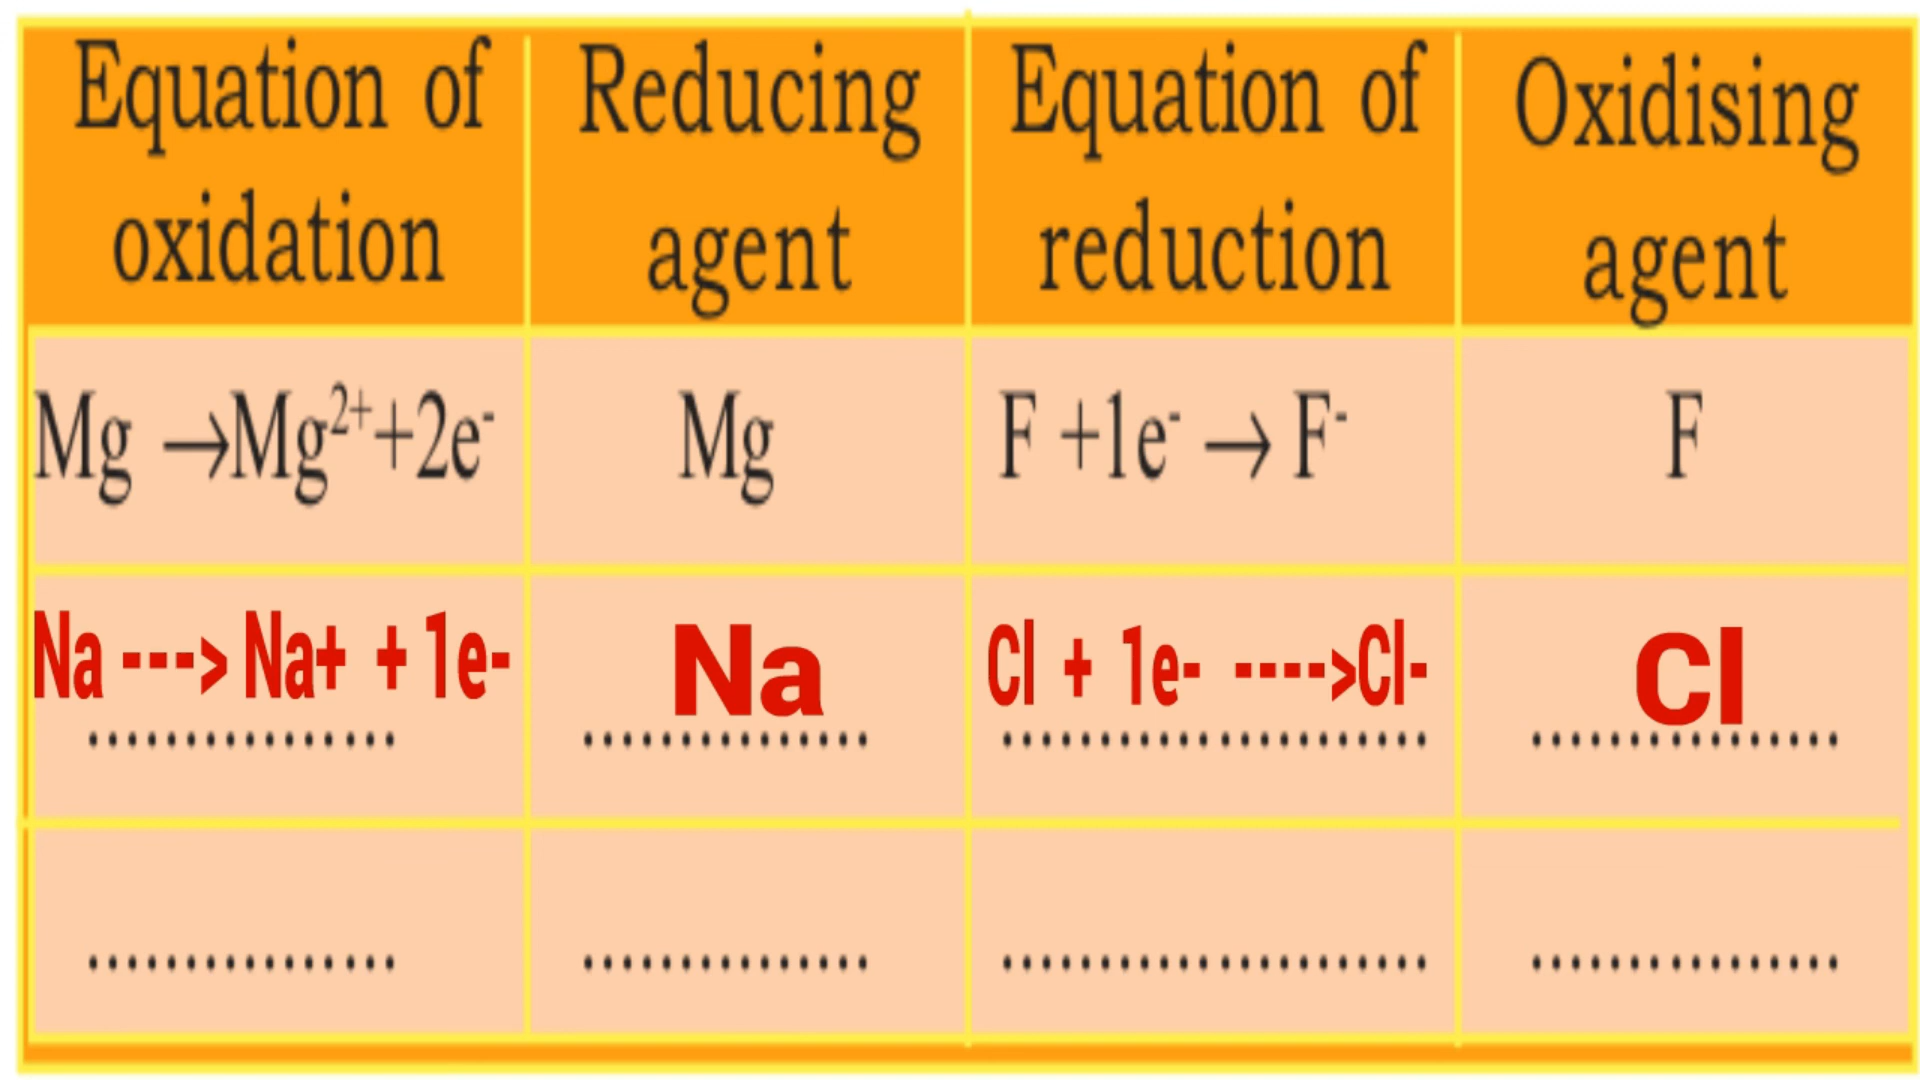 Equation of oxidation
Reducing agent
Equation of reduction
Oxidising agent
Mg →Mg²⁺+2e⁻
Mg
F +1e⁻ → F⁻
F
Na ---> Na+ + 1e-
Na
Cl + 1e- ---->Cl-
Cl
................
...............
......................
................
................
...............
......................
................